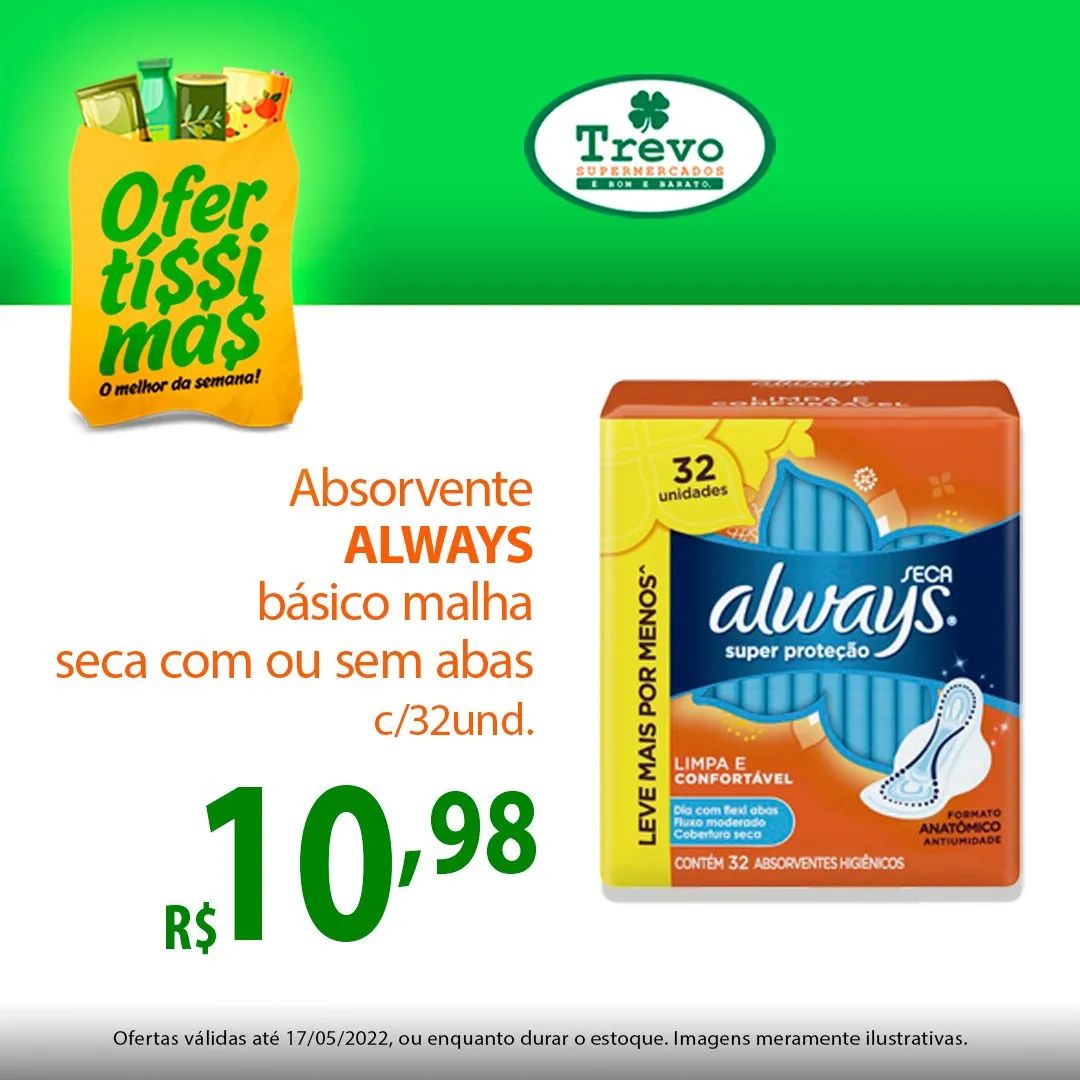 Ofer
tí$$i
ma$
O melhor da semana!
Trevo
SUPERMERCADOS
É BOM E BARATO.
Absorvente
ALWAYS
básico malha
seca com ou sem abas
c/32und.
R$10,98
always
LIMPA E
CONFORTÁVEL
32
unidades
LEVE MAIS POR MENOS^
SECA
always®
super proteção
LIMPA E
CONFORTÁVEL
Dia com flexi abas
Fluxo moderado
Cobertura seca
FORMATO
ANATÔMICO
ANTIUMIDADE
CONTÉM 32 ABSORVENTES HIGIÊNICOS
Ofertas válidas até 17/05/2022, ou enquanto durar o estoque. Imagens meramente ilustrativas.